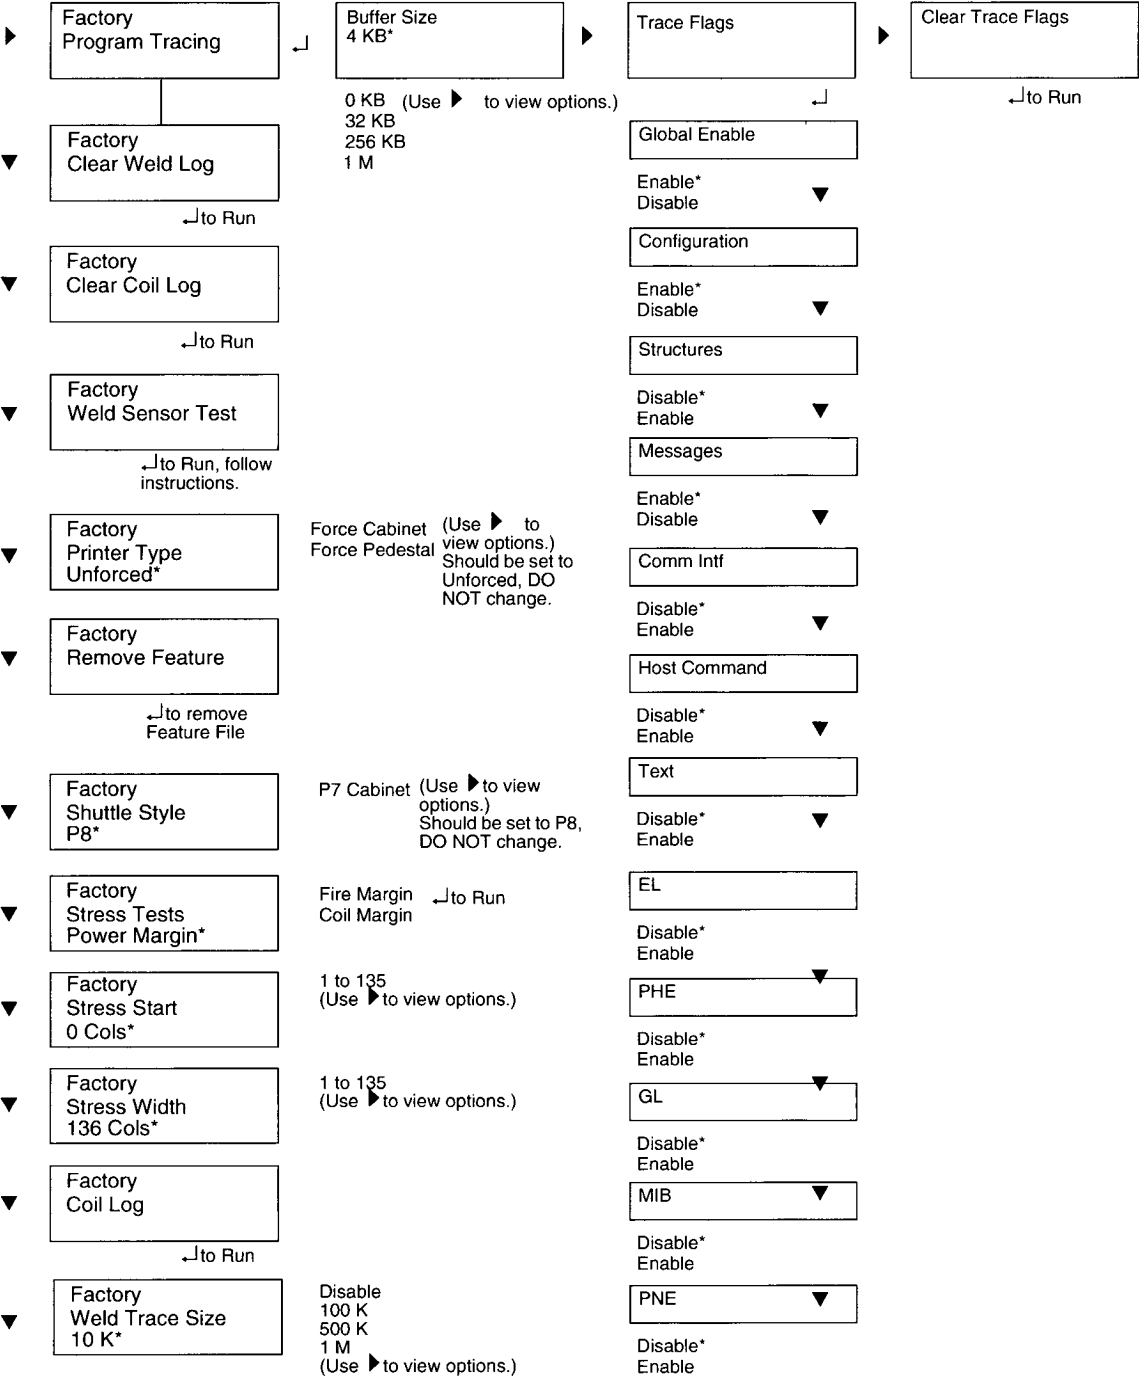 Factory
Program Tracing
Buffer Size
4 KB*
Trace Flags
Clear Trace Flags
0 KB (Use ▶ to view options.)
32 KB
256 KB
1 M
↵ to Run
Factory
Clear Weld Log
↵ to Run
Factory
Clear Coil Log
↵ to Run
Factory
Weld Sensor Test
↵ to Run, follow
instructions.
Factory
Printer Type
Unforced*
Force Cabinet
Force Pedestal
(Use ▶ to
view options.)
Should be set to
Unforced, DO
NOT change.
Factory
Remove Feature
↵ to remove
Feature File
Factory
Shuttle Style
P8*
P7 Cabinet
(Use ▶ to view
options.)
Should be set to P8,
DO NOT change.
Factory
Stress Tests
Power Margin*
Fire Margin ↵ to Run
Coil Margin
Factory
Stress Start
0 Cols*
1 to 135
(Use ▶ to view options.)
Factory
Stress Width
136 Cols*
1 to 135
(Use ▶ to view options.)
Factory
Coil Log
↵ to Run
Factory
Weld Trace Size
10 K*
Disable
100 K
500 K
1 M
(Use ▶ to view options.)
Global Enable
Enable*
Disable
Configuration
Enable*
Disable
Structures
Disable*
Enable
Messages
Enable*
Disable
Comm Intf
Disable*
Enable
Host Command
Disable*
Enable
Text
Disable*
Enable
EL
Disable*
Enable
PHE
Disable*
Enable
GL
Disable*
Enable
MIB
Disable*
Enable
PNE
Disable*
Enable